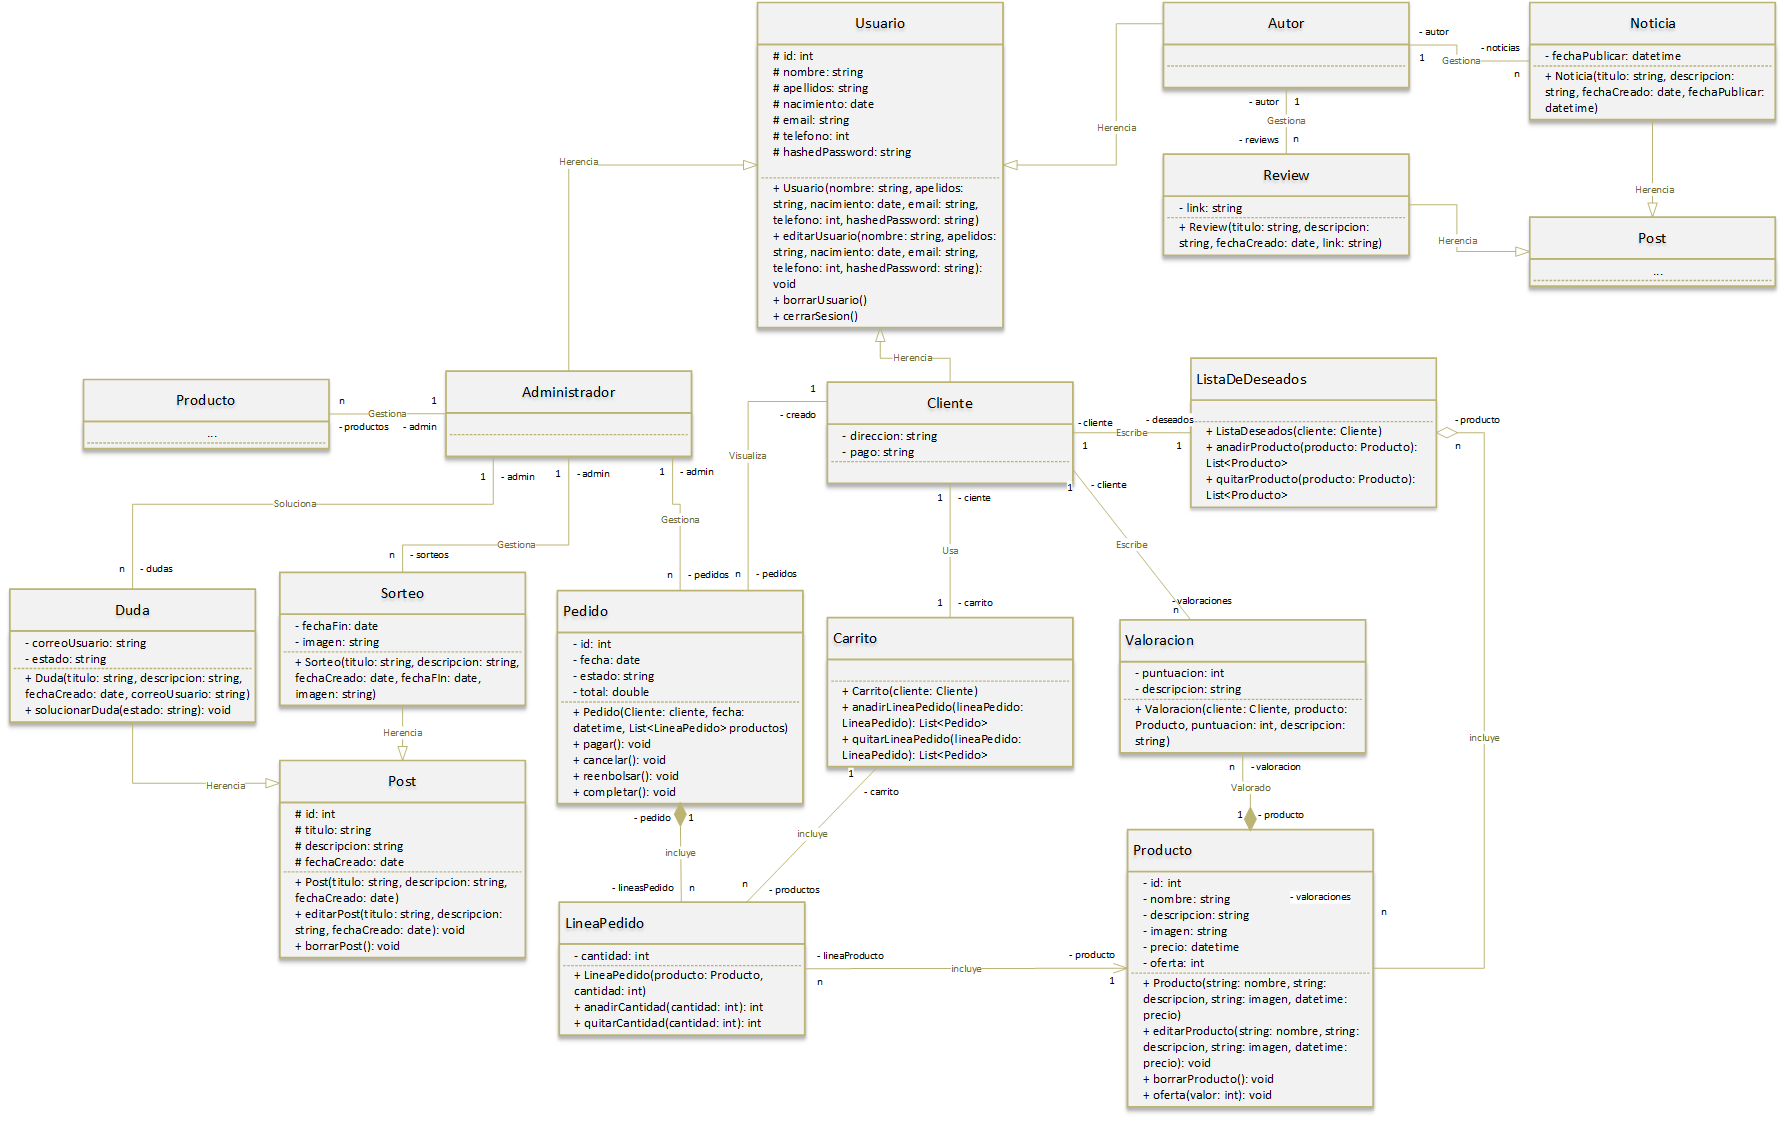 Usuario
# id: int
# nombre: string
# apellidos: string
# nacimiento: date
# email: string
# telefono: int
# hashedPassword: string
+ Usuario(nombre: string, apelidos:
string, nacimiento: date, email: string,
telefono: int, hashedPassword: string)
+ editarUsuario(nombre: string, apelidos:
string, nacimiento: date, email: string,
telefono: int, hashedPassword: string):
void
+ borrarUsuario()
+ cerrarSesion()
Herencia
Herencia
Herencia
Autor
- autor
1
Gestiona
- noticias
n
Noticia
- fechaPublicar: datetime
+ Noticia(titulo: string, descripcion:
string, fechaCreado: date, fechaPublicar:
datetime)
- autor
1
Gestiona
- reviews
n
Review
- link: string
+ Review(titulo: string, descripcion:
string, fechaCreado: date, link: string)
Herencia
Herencia
Post
...
Producto
...
n
- productos
Gestiona
1
- admin
Administrador
1
- admin
1
- admin
1
- admin
Soluciona
Gestiona
Gestiona
n
- dudas
n
- sorteos
n
- pedidos
Cliente
- direccion: string
- pago: string
1
- creado
Visualiza
n
- pedidos
- cliente
1
Escribe
- deseados
1
ListaDeDeseados
+ ListaDeseados(cliente: Cliente)
+ anadirProducto(producto: Producto):
List<Producto>
+ quitarProducto(producto: Producto):
List<Producto>
- producto
n
incluye
n
1
- ciente
Usa
1
- carrito
1
- cliente
Escribe
- valoraciones
n
Duda
- correoUsuario: string
- estado: string
+ Duda(titulo: string, descripcion: string,
fechaCreado: date, correoUsuario: string)
+ solucionarDuda(estado: string): void
Herencia
Sorteo
- fechaFin: date
- imagen: string
+ Sorteo(titulo: string, descripcion: string,
fechaCreado: date, fechaFIn: date,
imagen: string)
Herencia
Post
# id: int
# titulo: string
# descripcion: string
# fechaCreado: date
+ Post(titulo: string, descripcion: string,
fechaCreado: date)
+ editarPost(titulo: string, descripcion:
string, fechaCreado: date): void
+ borrarPost(): void
Pedido
- id: int
- fecha: date
- estado: string
- total: double
+ Pedido(Cliente: cliente, fecha:
datetime, List<LineaPedido> productos)
+ pagar(): void
+ cancelar(): void
+ reenbolsar(): void
+ completar(): void
- pedido
1
incluye
- lineasPedido
n
Carrito
+ Carrito(cliente: Cliente)
+ anadirLineaPedido(lineaPedido:
LineaPedido): List<Pedido>
+ quitarLineaPedido(lineaPedido:
LineaPedido): List<Pedido>
1
- carrito
incluye
n
- productos
Valoracion
- puntuacion: int
- descripcion: string
+ Valoracion(cliente: Cliente, producto:
Producto, puntuacion: int, descripcion:
string)
n
- valoracion
Valorado
1
- producto
LineaPedido
- cantidad: int
+ LineaPedido(producto: Producto,
cantidad: int)
+ anadirCantidad(cantidad: int): int
+ quitarCantidad(cantidad: int): int
- lineaProducto
n
incluye
- producto
1
Producto
- id: int
- nombre: string
- descripcion: string
- imagen: string
- precio: datetime
- oferta: int
- valoraciones
+ Producto(string: nombre, string:
descripcion, string: imagen, datetime:
precio)
+ editarProducto(string: nombre, string:
descripcion, string: imagen, datetime:
precio): void
+ borrarProducto(): void
+ oferta(valor: int): void